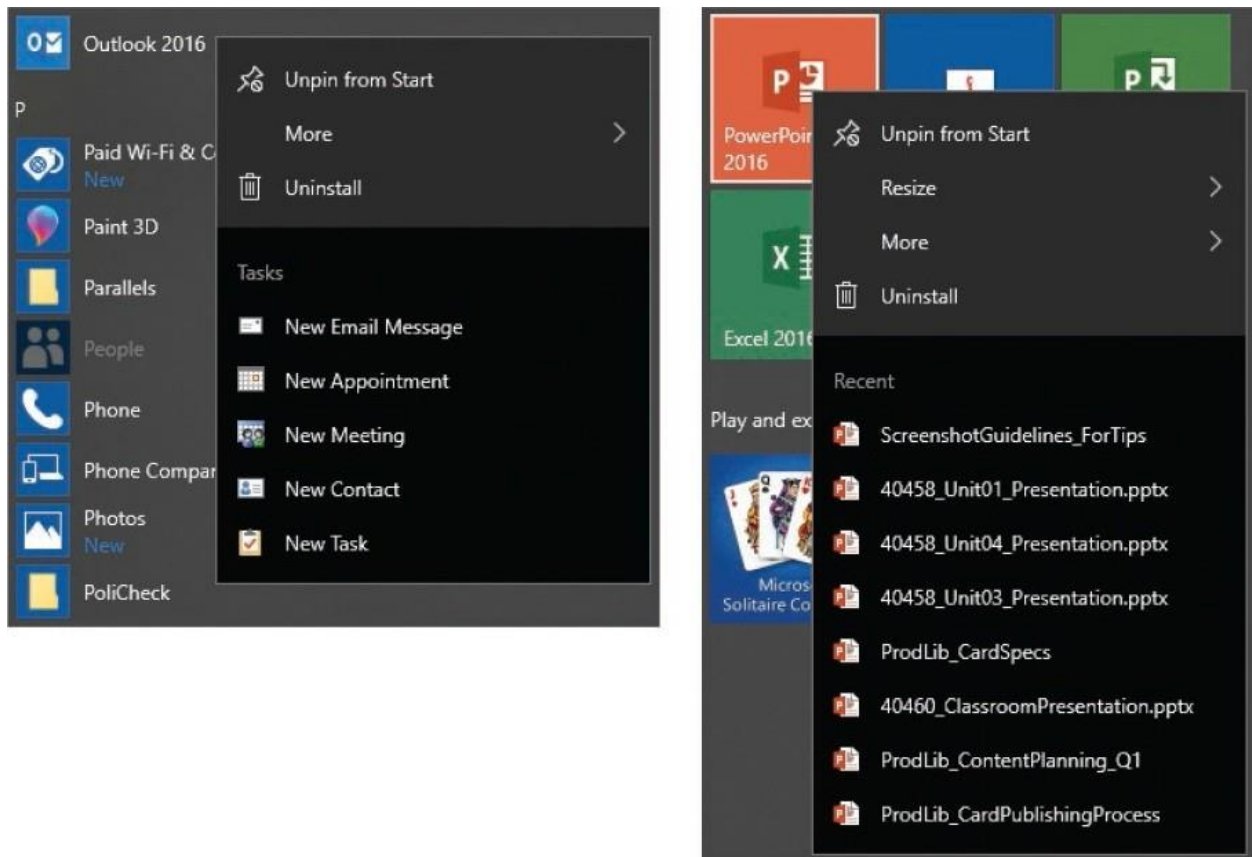 Outlook 2016
P
Paid Wi-Fi & C
New
Paint 3D
Parallels
People
Phone
Phone Compar
Photos
New
PoliCheck
Unpin from Start
More
Uninstall
Tasks
New Email Message
New Appointment
New Meeting
New Contact
New Task
PowerPoin
2016
Excel 2016
Play and ex
Micros
Solitaire Co
Unpin from Start
Resize
More
Uninstall
Recent
ScreenshotGuidelines_ForTips
40458_Unit01_Presentation.pptx
40458_Unit04_Presentation.pptx
40458_Unit03_Presentation.pptx
ProdLib_CardSpecs
40460_ClassroomPresentation.pptx
ProdLib_ContentPlanning_Q1
ProdLib_CardPublishingProcess